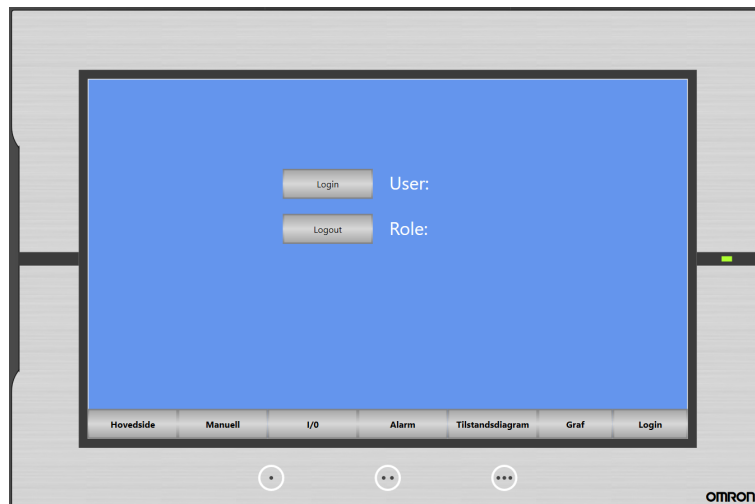 Login User:
Logout Role:
Hovedside Manuell I/0 Alarm Tilstandsdiagram Graf Login
OMRON